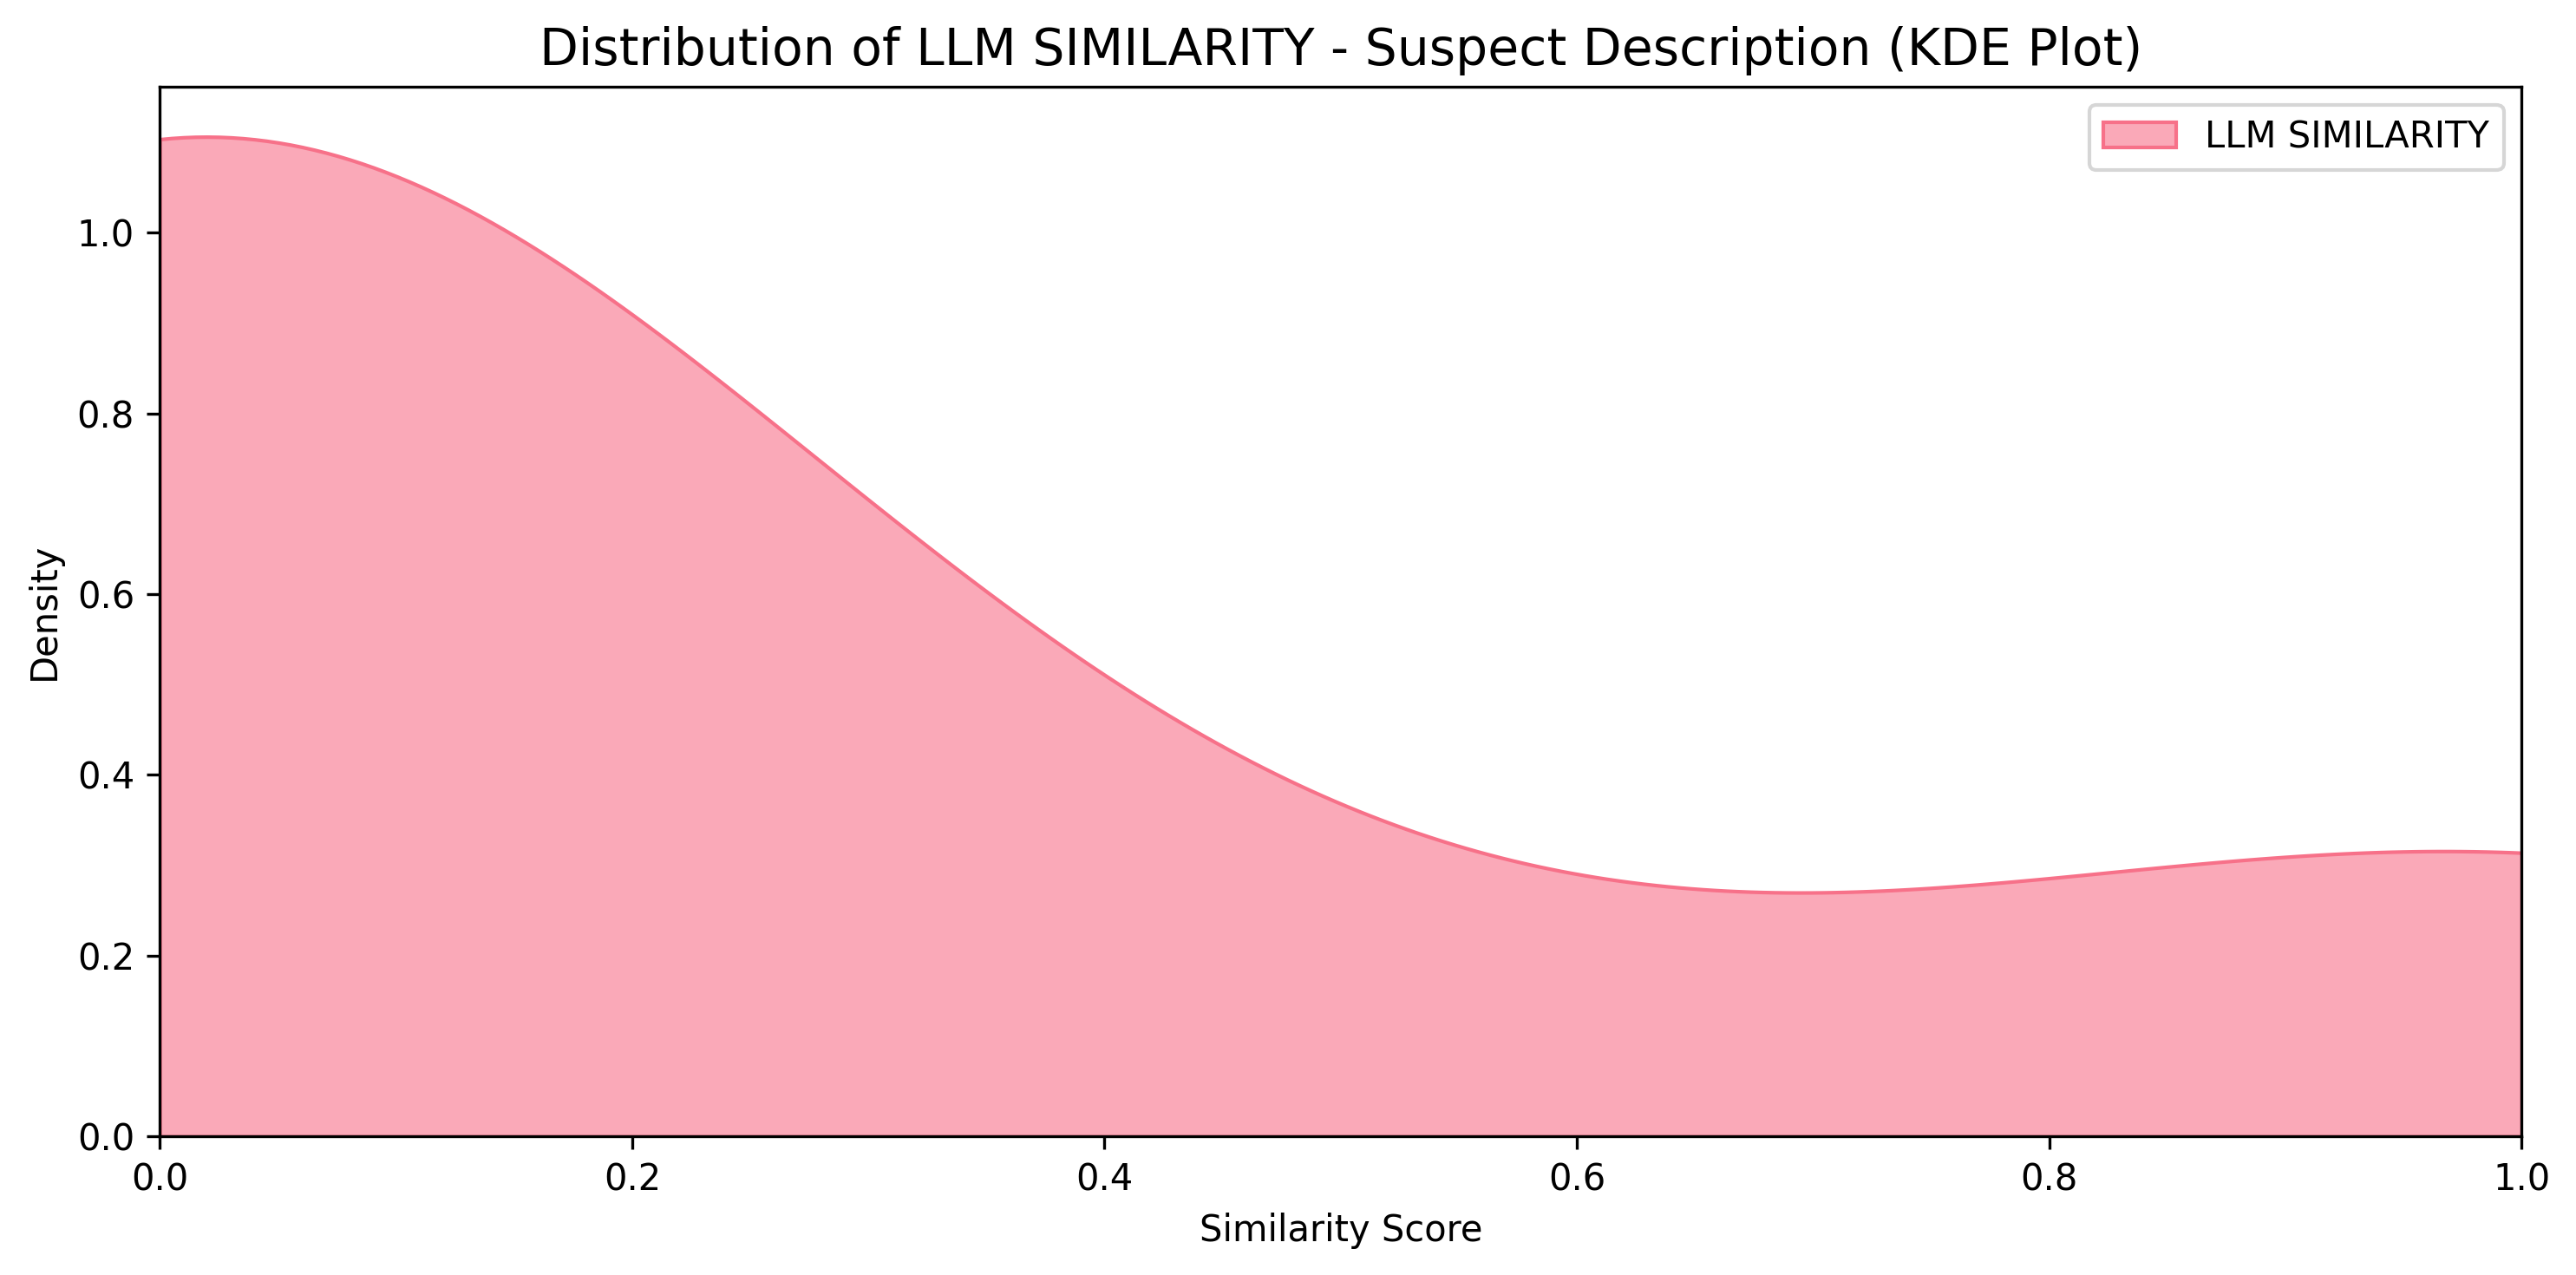 Distribution of LLM SIMILARITY - Suspect Description (KDE Plot)
LLM SIMILARITY
Density
1.0
0.8
0.6
0.4
0.2
0.0
0.0 0.2 0.4 0.6 0.8 1.0
Similarity Score